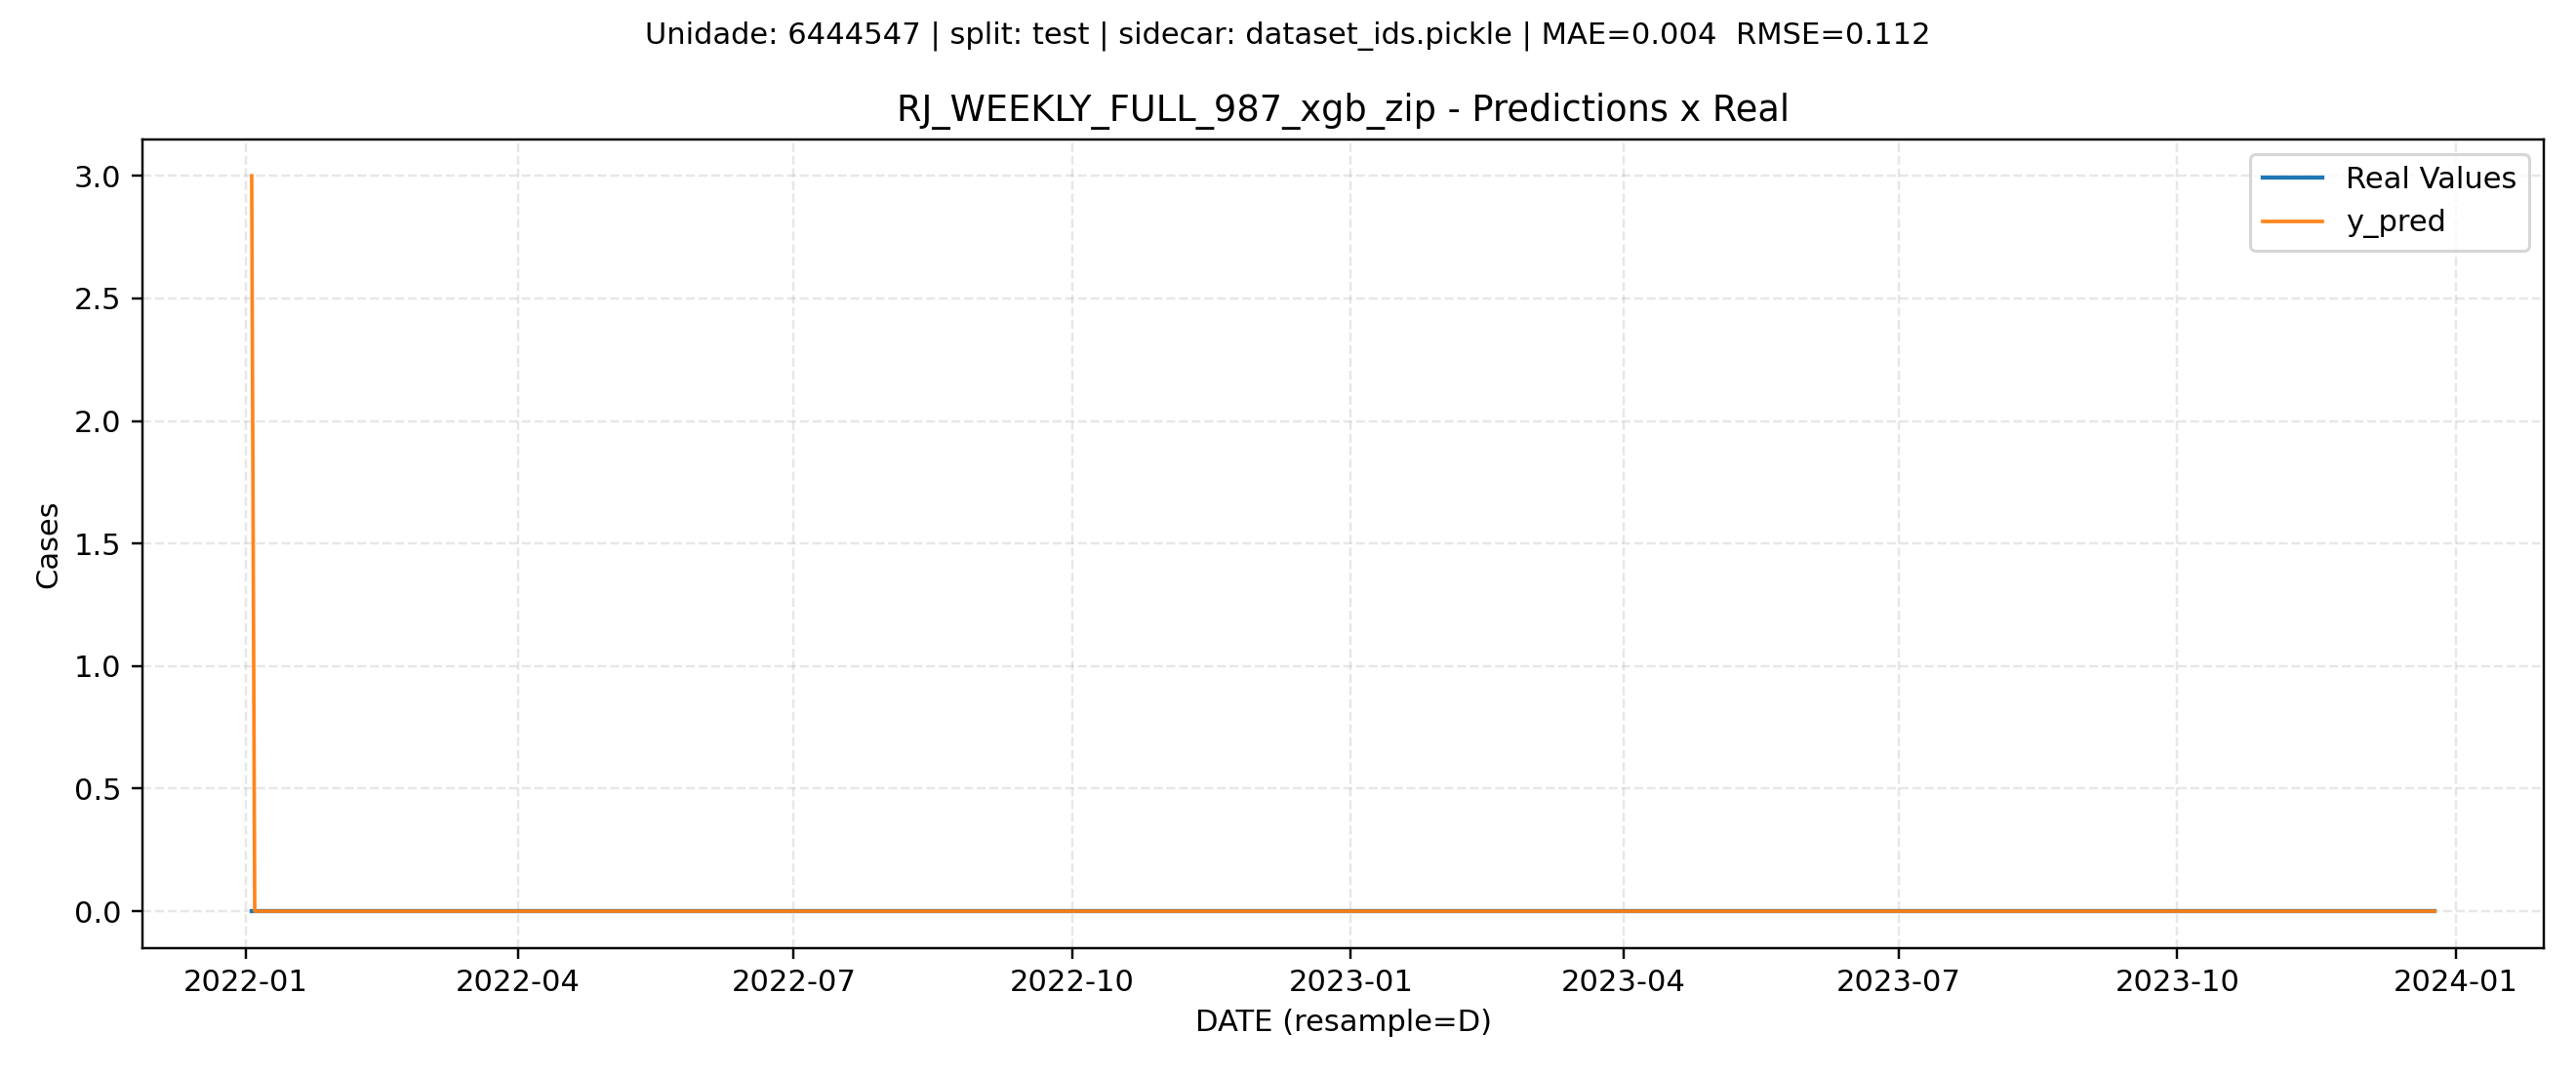 Unidade: 6444547 | split: test | sidecar: dataset_ids.pickle | MAE=0.004  RMSE=0.112
RJ_WEEKLY_FULL_987_xgb_zip - Predictions x Real
Real Values
y_pred
Cases
3.0
2.5
2.0
1.5
1.0
0.5
0.0
2022-01 2022-04 2022-07 2022-10 2023-01 2023-04 2023-07 2023-10 2024-01
DATE (resample=D)